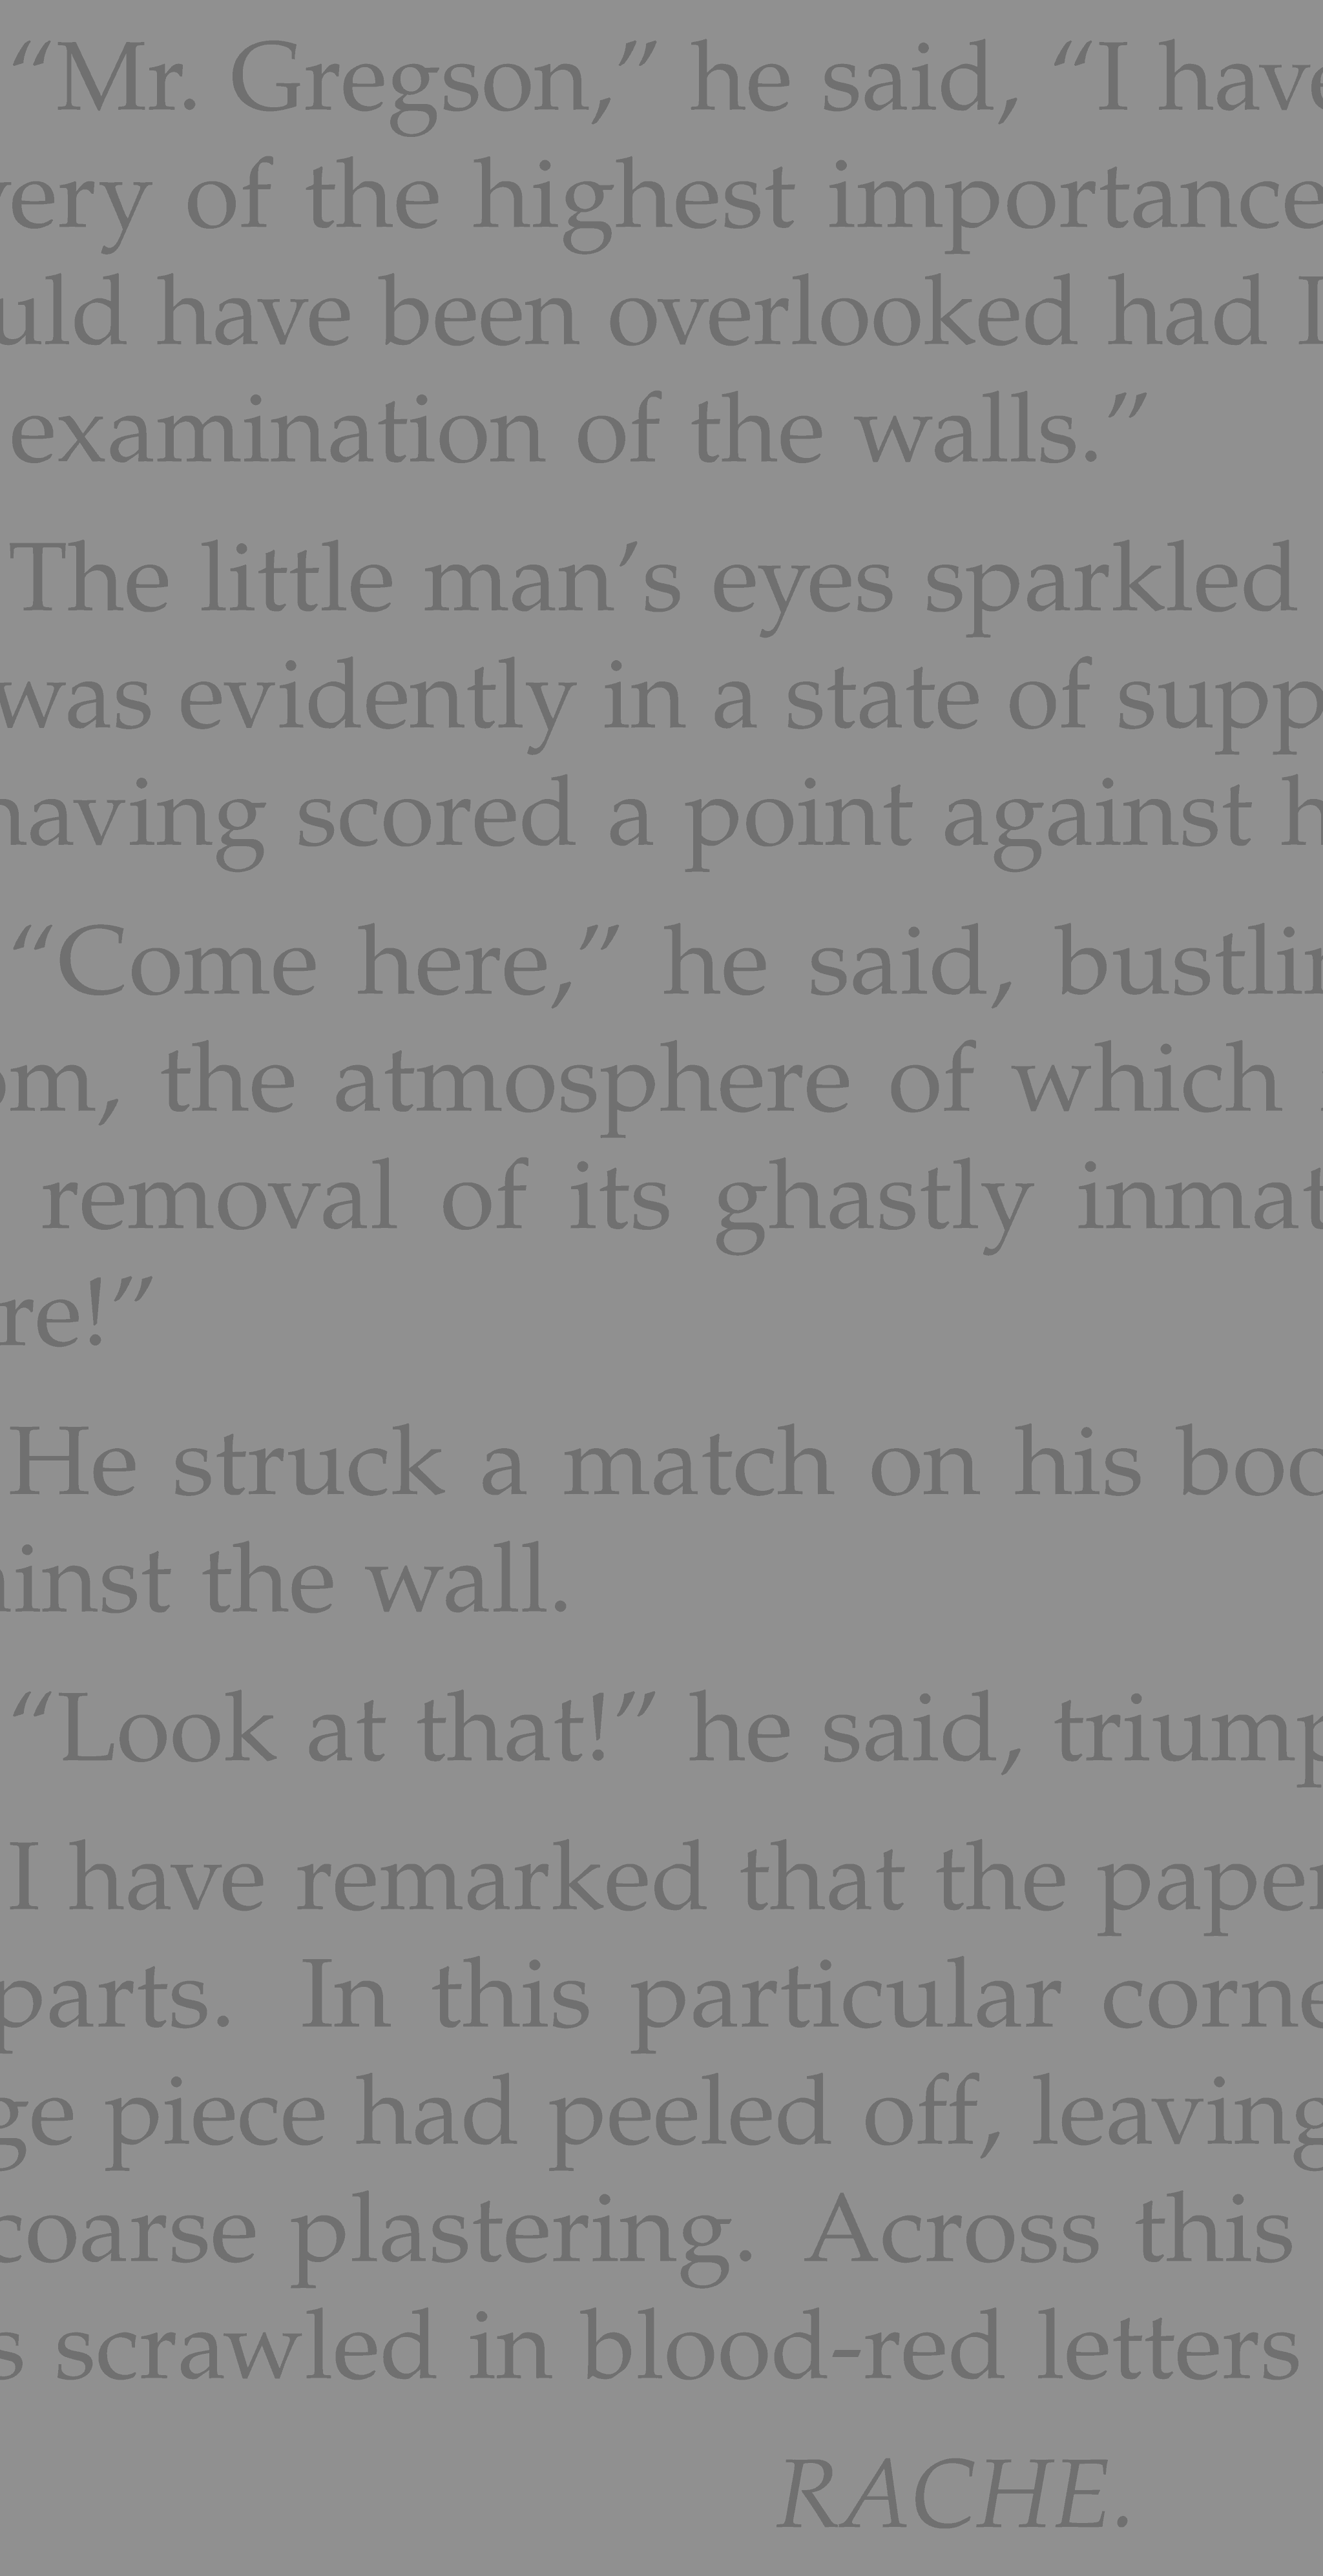 “Mr. Gregson,” he said, “I have
ery of the highest importance
uld have been overlooked had I
examination of the walls.”
The little man’s eyes sparkled
was evidently in a state of supp
having scored a point against h
“Come here,” he said, bustlin
om, the atmosphere of which
removal of its ghastly inmat
re!”
He struck a match on his boo
inst the wall.
“Look at that!” he said, triump
I have remarked that the paper
parts. In this particular corne
ge piece had peeled off, leaving
coarse plastering. Across this
s scrawled in blood-red letters
RACHE.